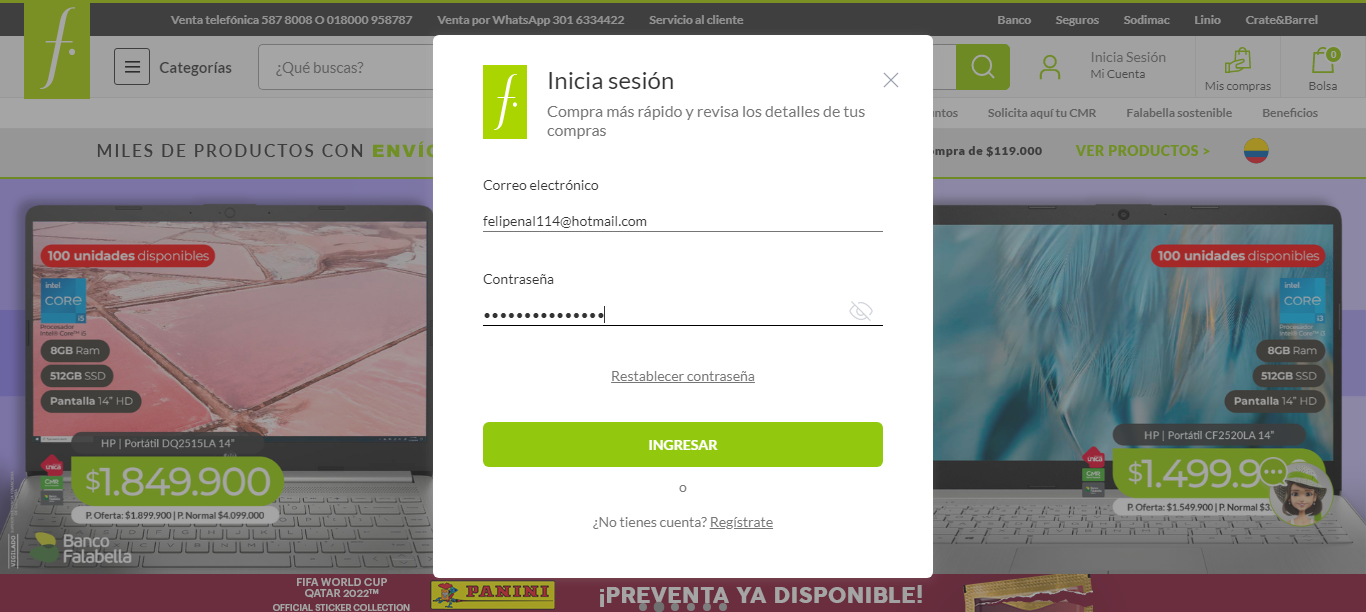 Venta telefónica 587 8008 O 018000 958787
Venta por WhatsApp 301 6334422
Servicio al cliente
Banco
Seguros
Sodimac
Linio
Crate&Barrel
f.
Categorías
¿Qué buscas?
Inicia Sesión
Mi Cuenta
Mis compras
0
Bolsa
Solicita aquí tu CMR
Falabella sostenible
Beneficios
MILES DE PRODUCTOS CON
compra de $119.000
VER PRODUCTOS >
f.
Inicia sesión
Compra más rápido y revisa los detalles de tus
compras
Correo electrónico
felipenal114@hotmail.com
Contraseña
•••••••••••••••
Restablecer contraseña
INGRESAR
o
¿No tienes cuenta? Regístrate
100 unidades disponibles
intel
CORE
i5
Procesador
Intel® Core™ i5
8GB Ram
512GB SSD
Pantalla 14" HD
HP | Portátil DQ2515LA 14"
única
CMR
$1.849.900
P. Oferta: $1.899.900 | P. Normal $4.099.000
VIGILADO
Banco
Falabella
100 unidades disponibles
intel
CORE
i3
Procesador
Intel® Core™ i3
8GB Ram
512GB SSD
Pantalla 14" HD
HP | Portátil CF2520LA 14"
única
CMR
$1.499.9
P. Oferta: $1.549.900 | P. Normal $3.
FIFA WORLD CUP
QATAR 2022™
OFFICIAL STICKER COLLECTION
PANINI
¡PREVENTA YA DISPONIBLE!